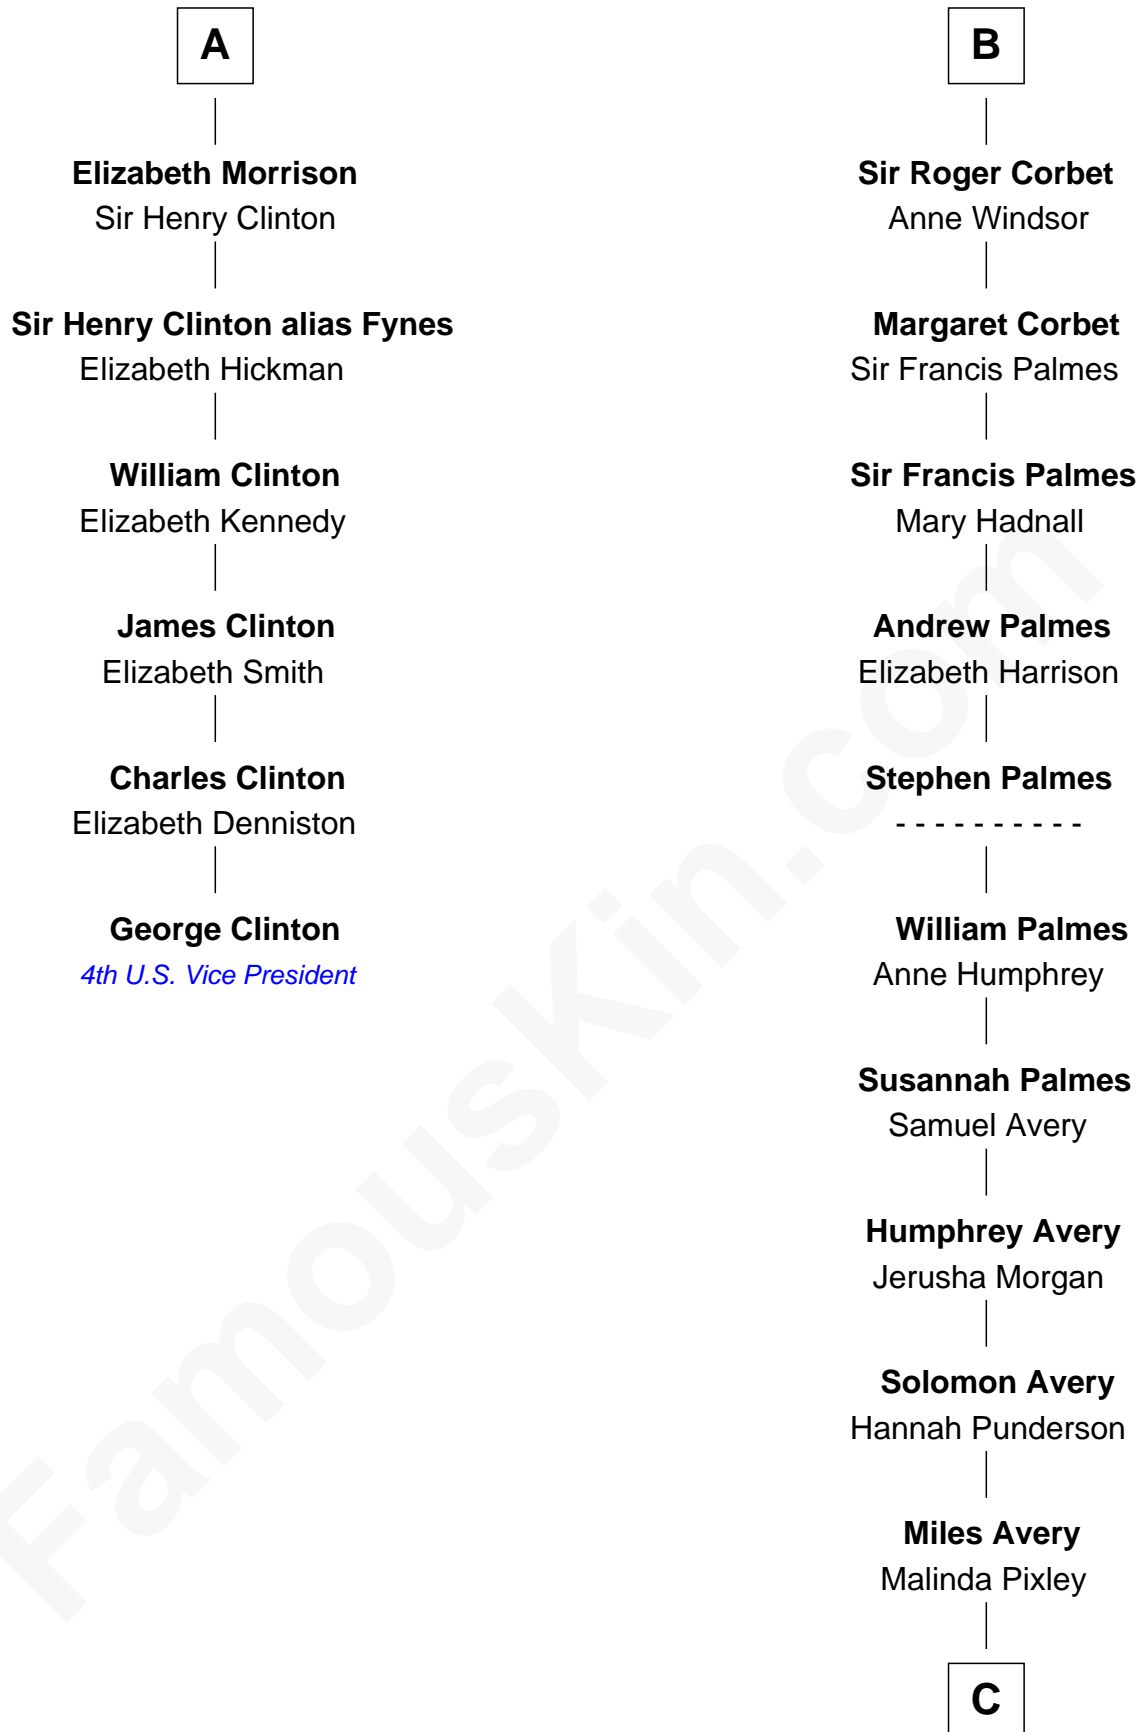 A
Elizabeth Morrison
Sir Henry Clinton
Sir Henry Clinton alias Fynes
Elizabeth Hickman
William Clinton
Elizabeth Kennedy
James Clinton
Elizabeth Smith
Charles Clinton
Elizabeth Denniston
George Clinton
4th U.S. Vice President
B
Sir Roger Corbet
Anne Windsor
Margaret Corbet
Sir Francis Palmes
Sir Francis Palmes
Mary Hadnall
Andrew Palmes
Elizabeth Harrison
Stephen Palmes
- - - - - - - - - -
William Palmes
Anne Humphrey
Susannah Palmes
Samuel Avery
Humphrey Avery
Jerusha Morgan
Solomon Avery
Hannah Punderson
Miles Avery
Malinda Pixley
C
FamousKin.com